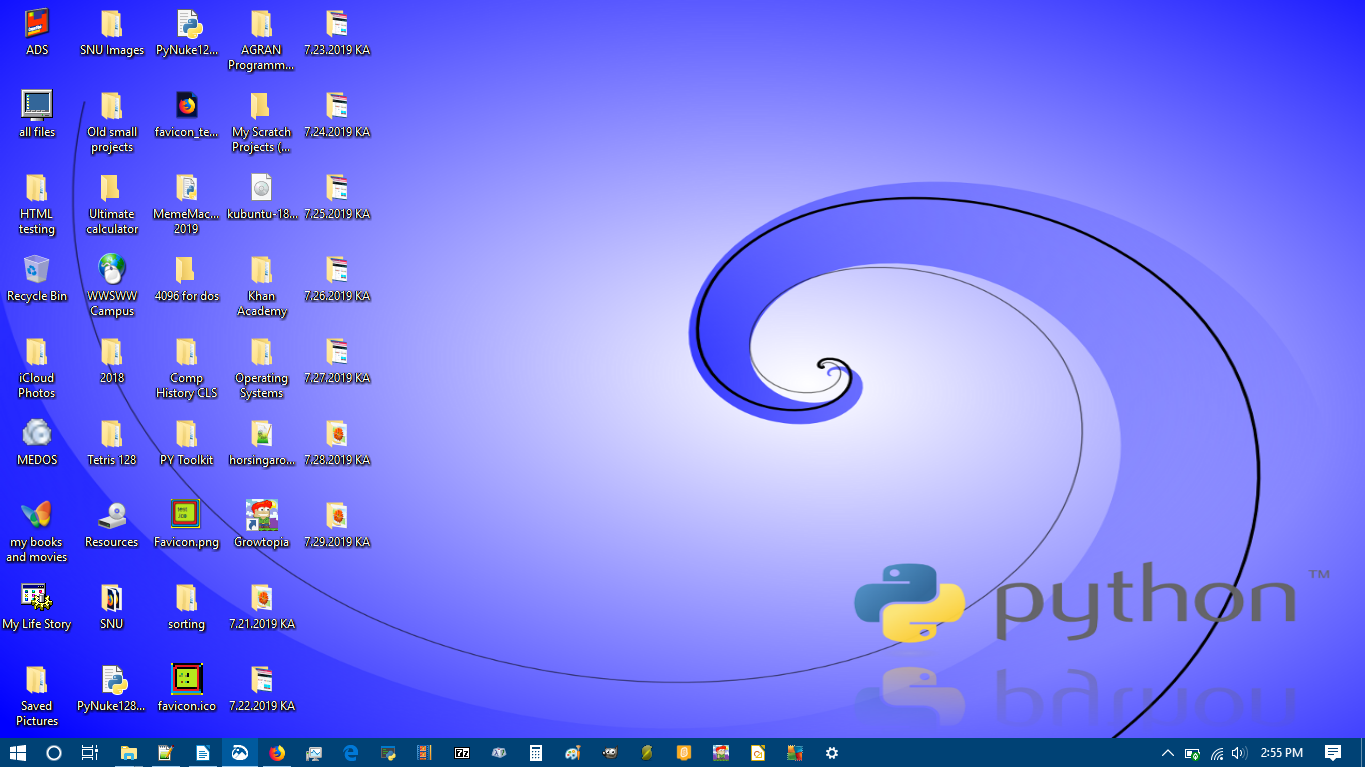 ADS
SNU Images
PyNuke12...
AGRAN
Programm...
7.23.2019 KA
all files
Old small
projects
favicon_te...
My Scratch
Projects (...
7.24.2019 KA
HTML
testing
Ultimate
calculator
MemeMac...
2019
kubuntu-18...
7.25.2019 KA
Recycle Bin
WWSWW
Campus
4096 for dos
Khan
Academy
7.26.2019 KA
iCloud
Photos
2018
Comp
History CLS
Operating
Systems
7.27.2019 KA
MEDOS
Tetris 128
PY Toolkit
horsingaro...
7.28.2019 KA
my books
and movies
Resources
Favicon.png
Growtopia
7.29.2019 KA
My Life Story
SNU
sorting
7.21.2019 KA
Saved
Pictures
PyNuke128...
favicon.ico
7.22.2019 KA
python™
2:55 PM